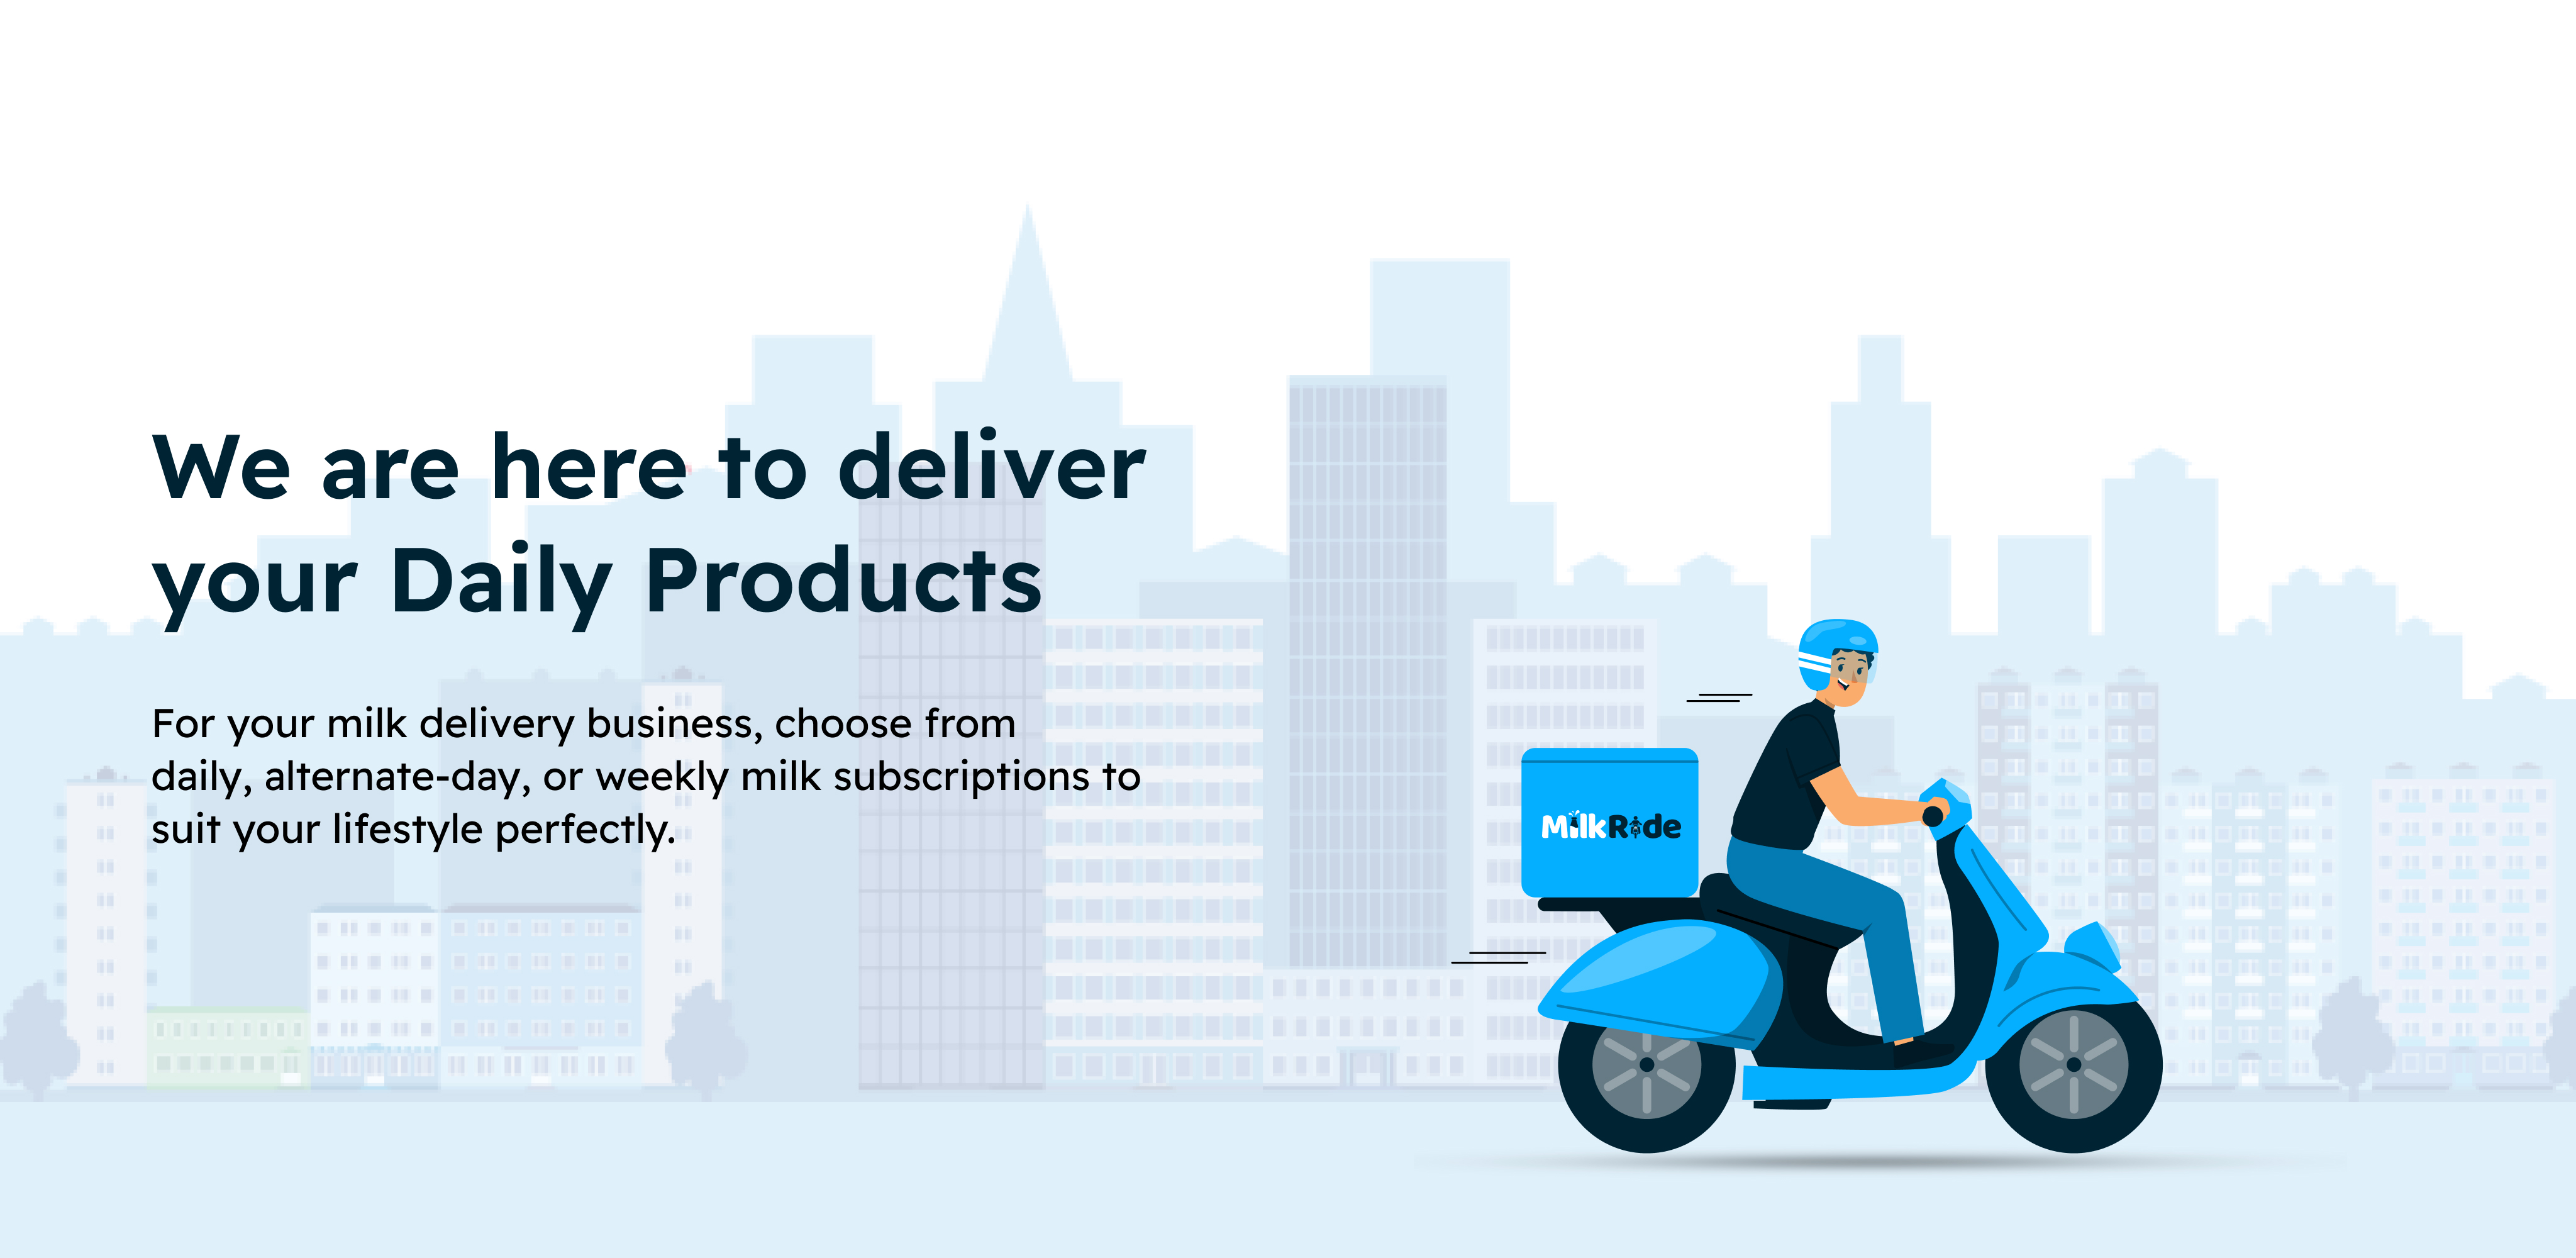 We are here to deliver
your Daily Products
For your milk delivery business, choose from
daily, alternate-day, or weekly milk subscriptions to
suit your lifestyle perfectly.
MilkRide